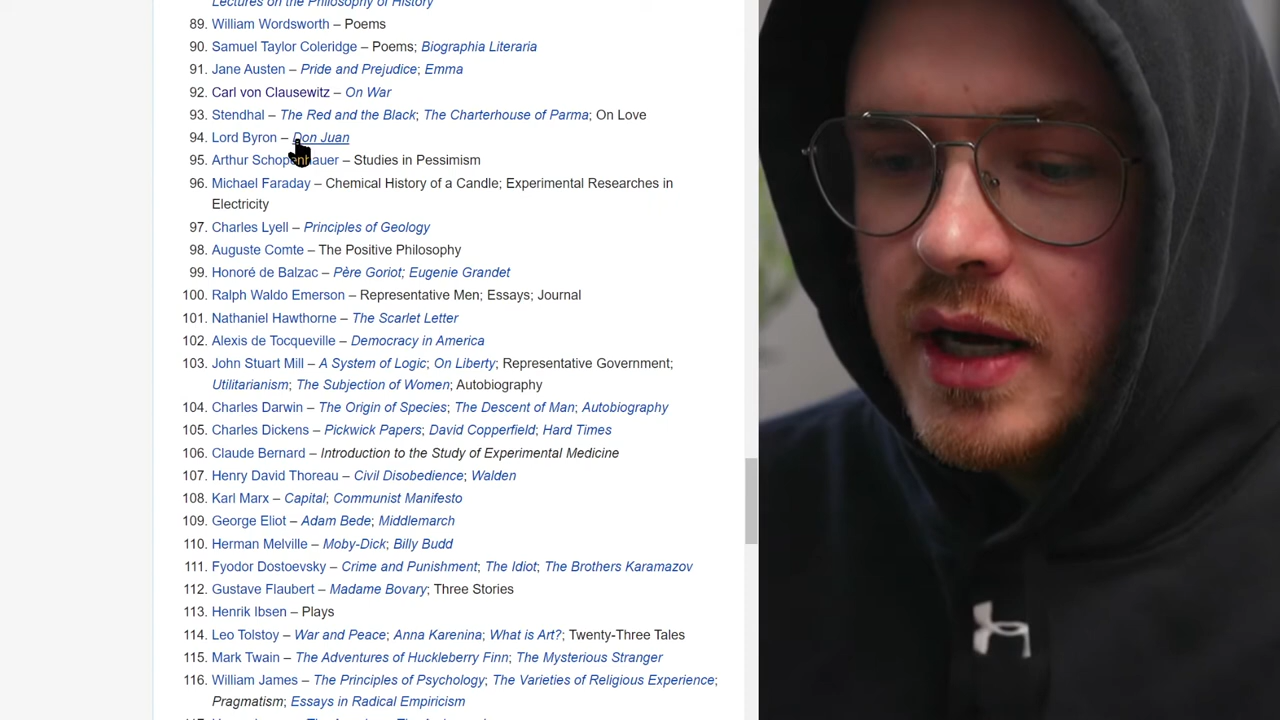 Lectures on the Philosophy of History
89. William Wordsworth – Poems
90. Samuel Taylor Coleridge – Poems; Biographia Literaria
91. Jane Austen – Pride and Prejudice; Emma
92. Carl von Clausewitz – On War
93. Stendhal – The Red and the Black; The Charterhouse of Parma; On Love
94. Lord Byron – Don Juan
95. Arthur Schopenhauer – Studies in Pessimism
96. Michael Faraday – Chemical History of a Candle; Experimental Researches in
Electricity
97. Charles Lyell – Principles of Geology
98. Auguste Comte – The Positive Philosophy
99. Honoré de Balzac – Père Goriot; Eugenie Grandet
100. Ralph Waldo Emerson – Representative Men; Essays; Journal
101. Nathaniel Hawthorne – The Scarlet Letter
102. Alexis de Tocqueville – Democracy in America
103. John Stuart Mill – A System of Logic; On Liberty; Representative Government;
Utilitarianism; The Subjection of Women; Autobiography
104. Charles Darwin – The Origin of Species; The Descent of Man; Autobiography
105. Charles Dickens – Pickwick Papers; David Copperfield; Hard Times
106. Claude Bernard – Introduction to the Study of Experimental Medicine
107. Henry David Thoreau – Civil Disobedience; Walden
108. Karl Marx – Capital; Communist Manifesto
109. George Eliot – Adam Bede; Middlemarch
110. Herman Melville – Moby-Dick; Billy Budd
111. Fyodor Dostoevsky – Crime and Punishment; The Idiot; The Brothers Karamazov
112. Gustave Flaubert – Madame Bovary; Three Stories
113. Henrik Ibsen – Plays
114. Leo Tolstoy – War and Peace; Anna Karenina; What is Art?; Twenty-Three Tales
115. Mark Twain – The Adventures of Huckleberry Finn; The Mysterious Stranger
116. William James – The Principles of Psychology; The Varieties of Religious Experience;
Pragmatism; Essays in Radical Empiricism